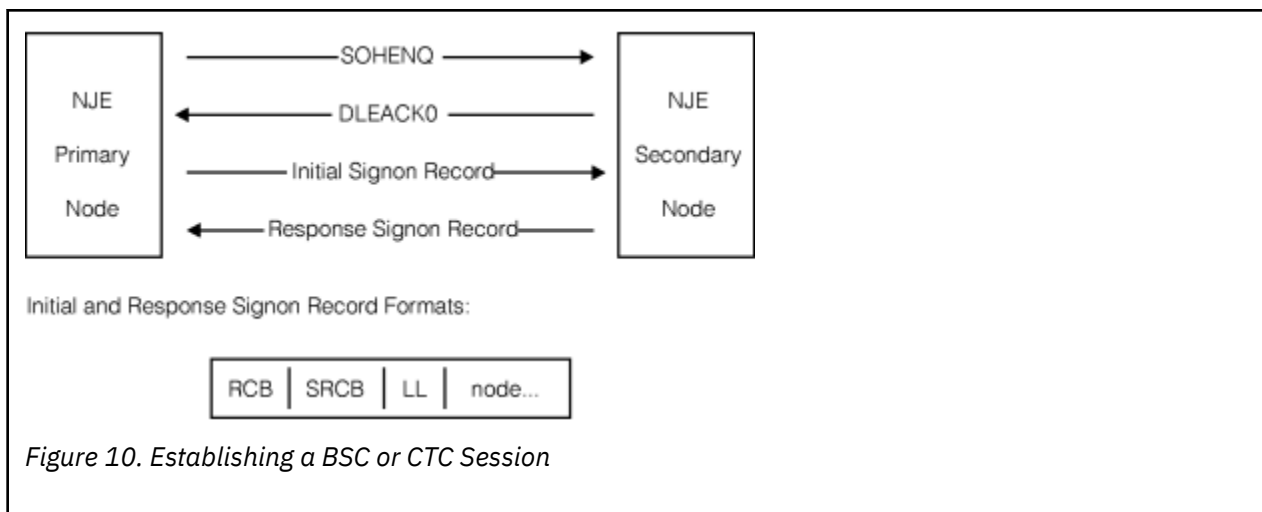 NJE
Primary
Node
SOHENQ
DLEACK0
Initial Signon Record
Response Signon Record
NJE
Secondary
Node
Initial and Response Signon Record Formats:
RCB | SRCB | LL | node...
Figure 10. Establishing a BSC or CTC Session